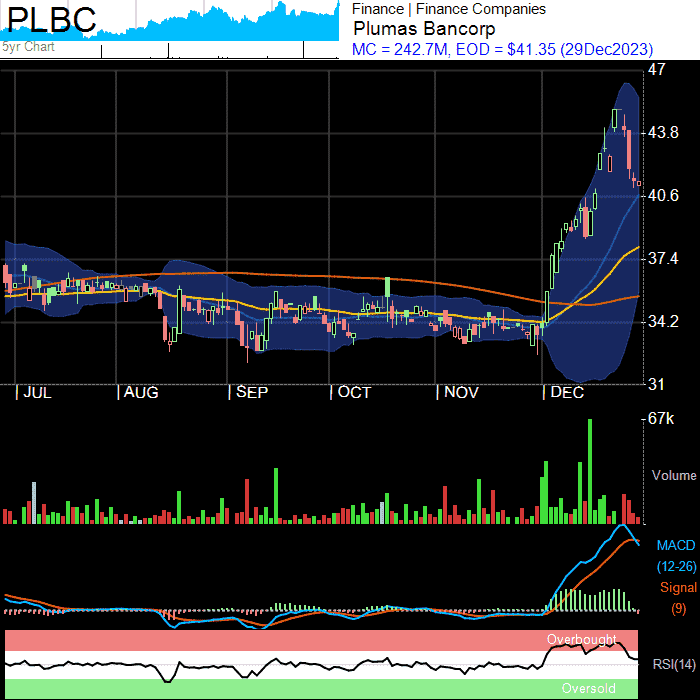 PLBC
5yr Chart
Finance | Finance Companies
Plumas Bancorp
MC = 242.7M, EOD = $41.35 (29Dec2023)
47
43.8
40.6
37.4
34.2
31
JUL AUG SEP OCT NOV DEC
67k
Volume
MACD
(12-26)
Signal
(9)
Overbought
RSI(14)
Oversold